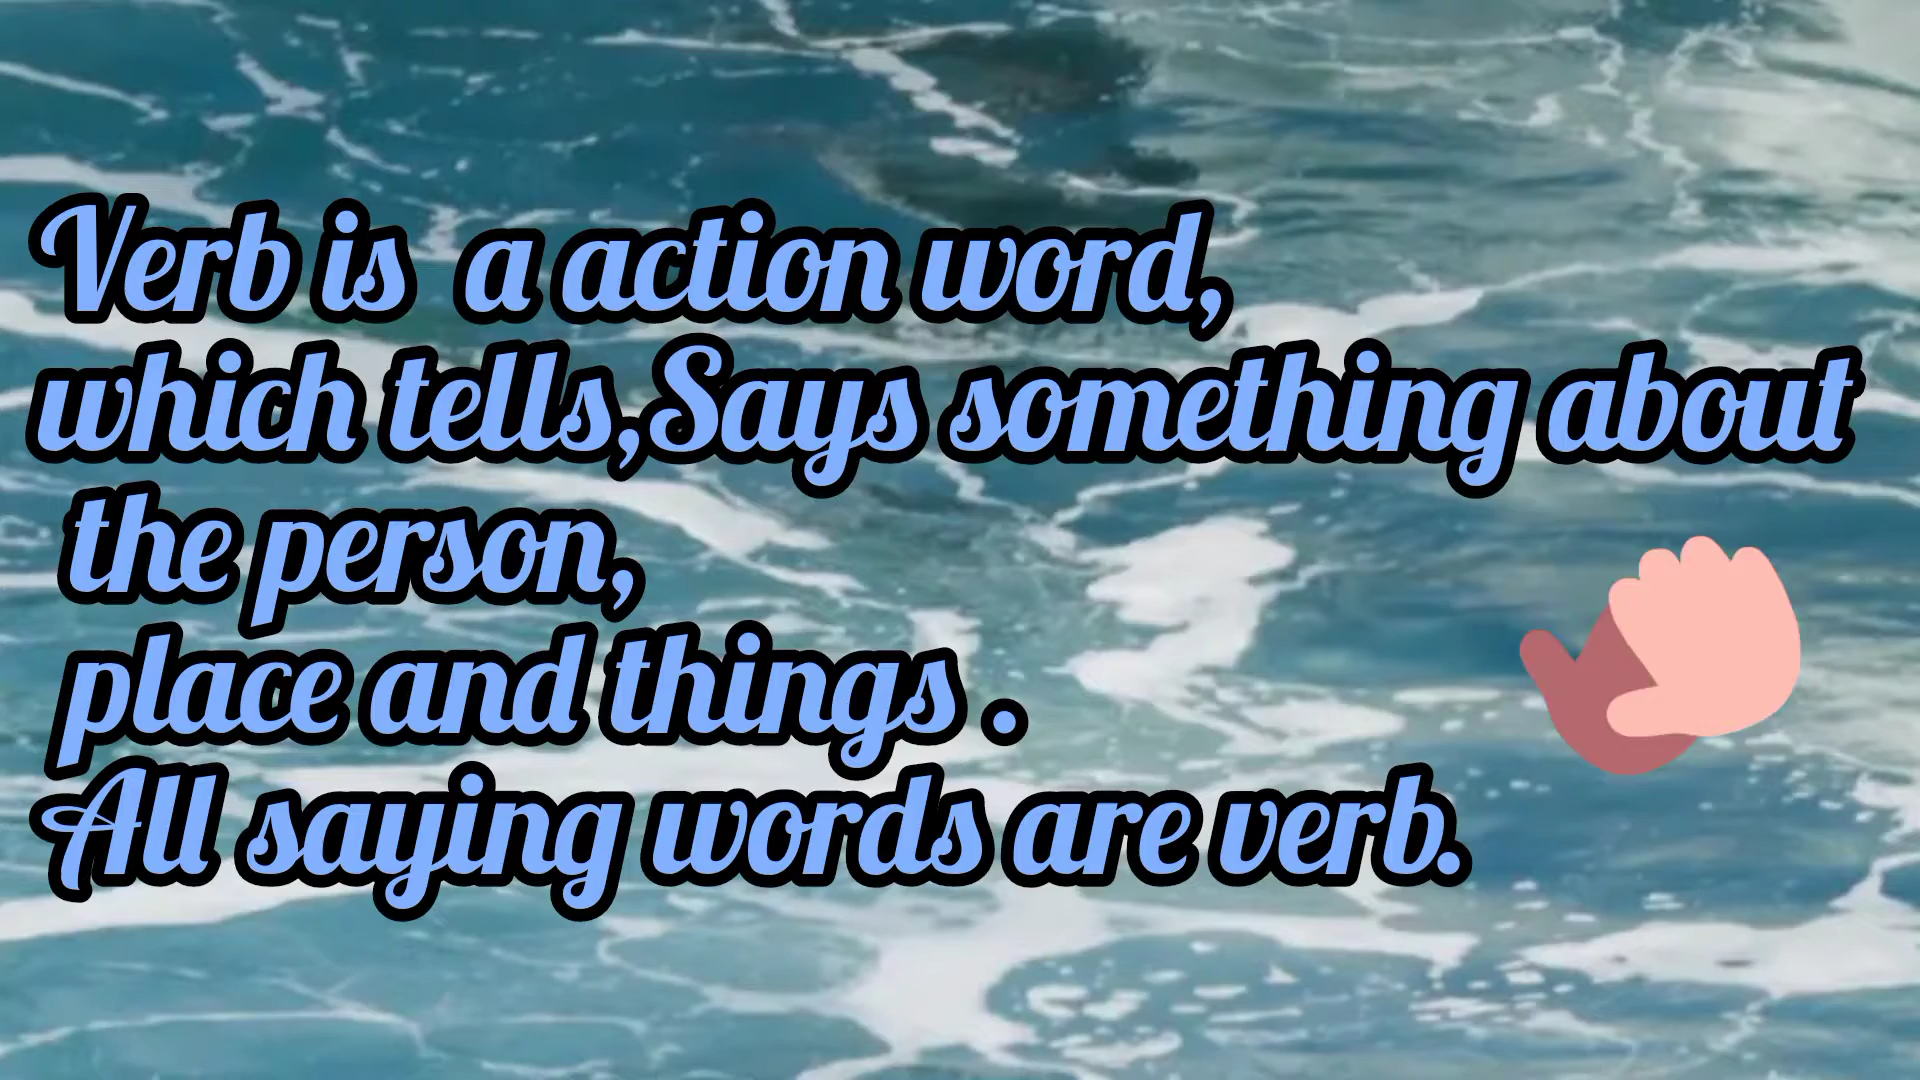 Verb is a action word,
which tells,Says something about
the person,
place and things .
All saying words are verb.